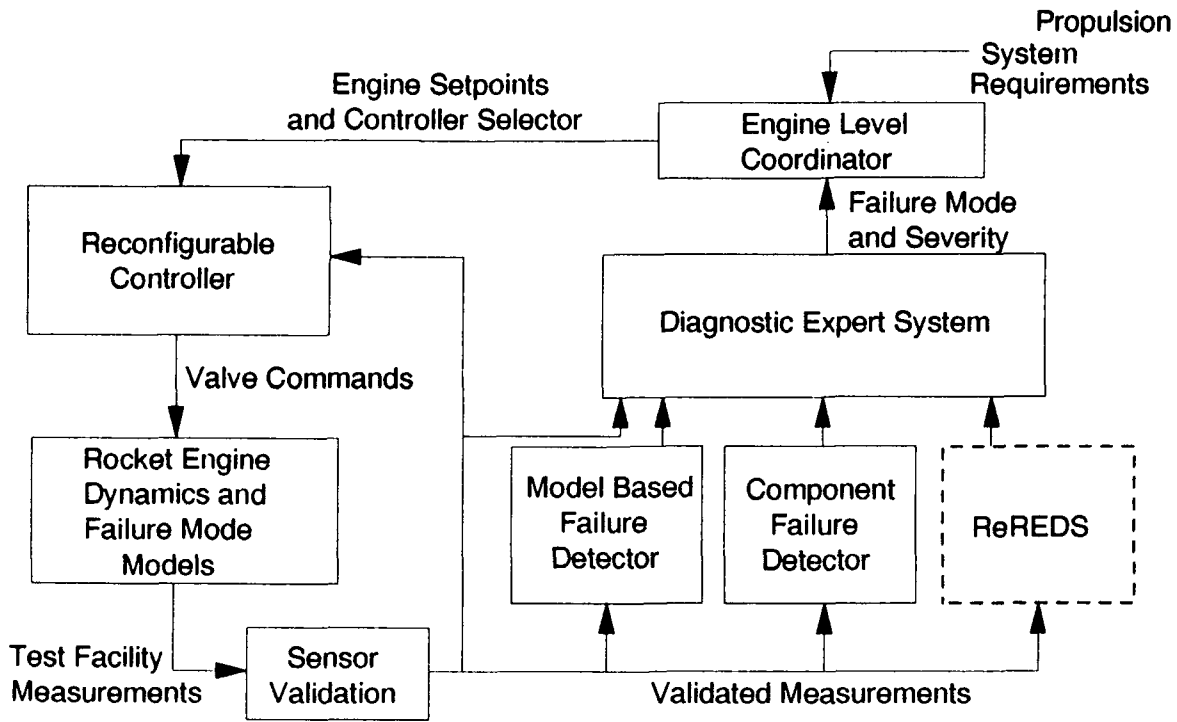 Propulsion
System
Requirements
Engine Setpoints
and Controller Selector
Engine Level
Coordinator
Failure Mode
and Severity
Reconfigurable
Controller
Diagnostic Expert System
Valve Commands
Rocket Engine
Dynamics and
Failure Mode
Models
Model Based
Failure
Detector
Component
Failure
Detector
ReREDS
Test Facility
Measurements
Sensor
Validation
Validated Measurements